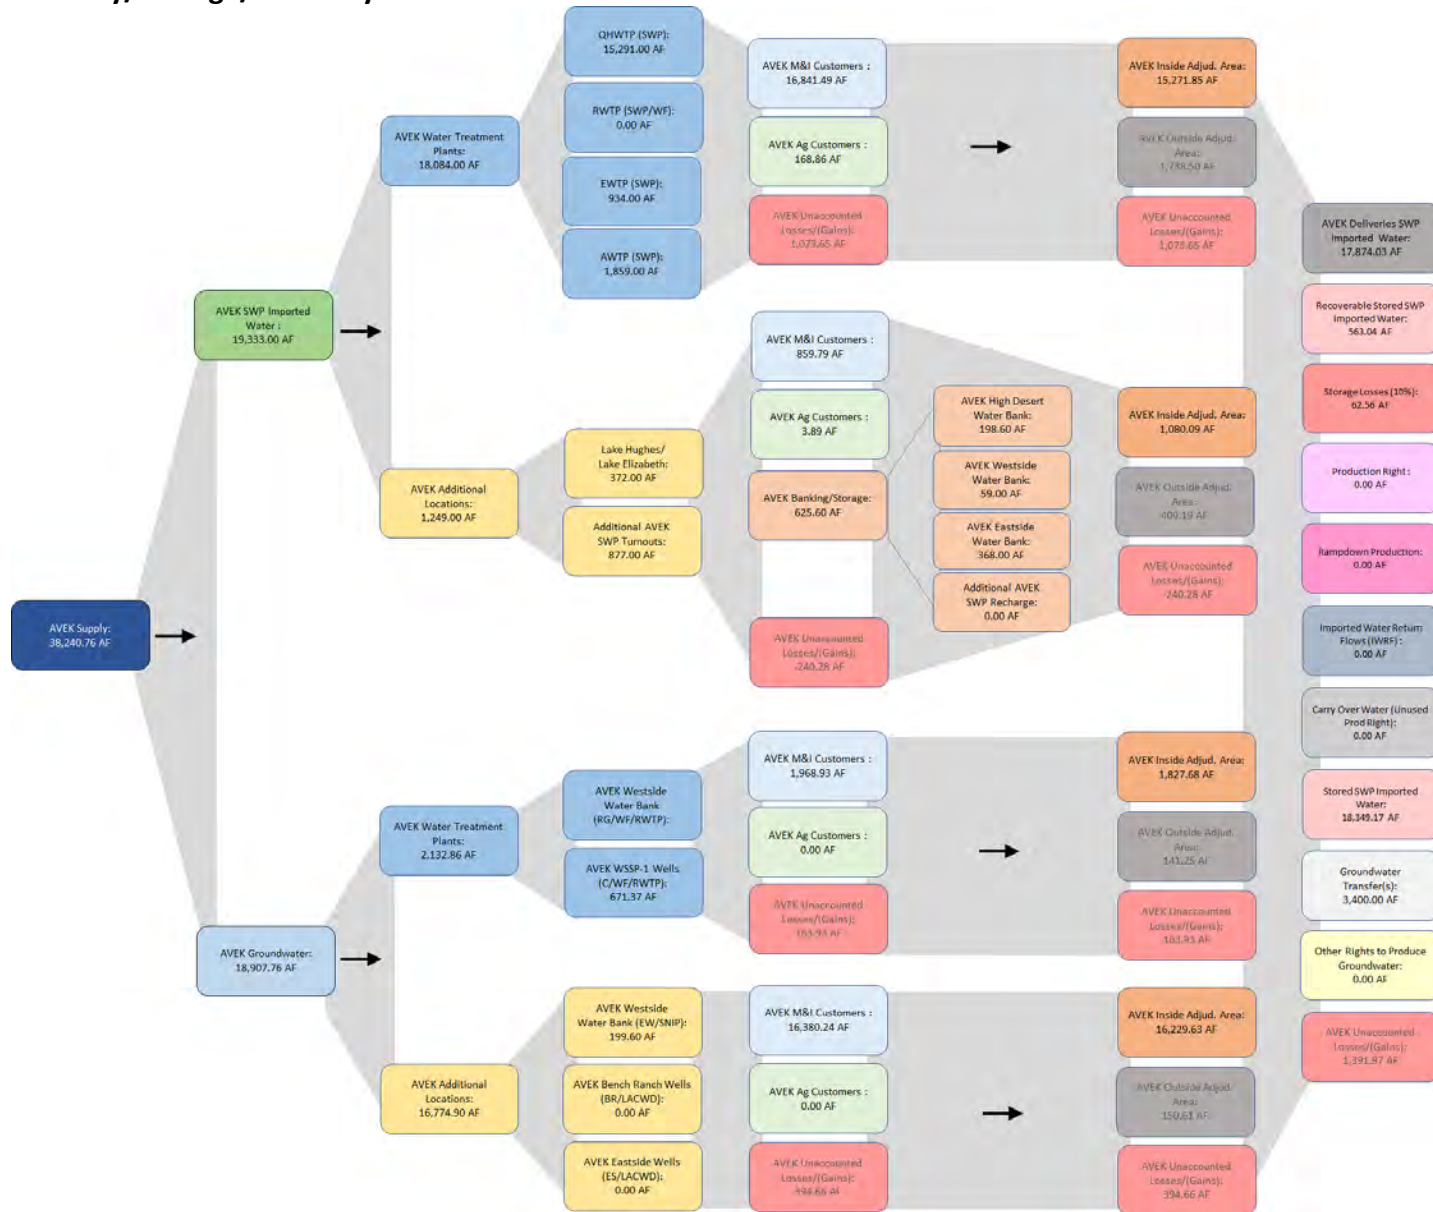 AVEK Supply:
38,240.76 AF
AVEK SWP Imported
Water :
19,333.00 AF
AVEK Groundwater:
18,907.76 AF
AVEK Water Treatment
Plants:
18,084.00 AF
AVEK Additional
Locations:
1,249.00 AF
AVEK Water Treatment
Plants:
2,132.86 AF
AVEK Additional
Locations:
16,774.90 AF
QHWTP (SWP):
15,291.00 AF
RWTP (SWP/WF):
0.00 AF
EWTP (SWP):
934.00 AF
AWTP (SWP):
1,859.00 AF
Lake Hughes/
Lake Elizabeth:
372.00 AF
Additional AVEK
SWP Turnouts:
877.00 AF
AVEK Westside
Water Bank
(RG/WF/RWTP):
AVEK WSSP-1 Wells
(C/WF/RWTP):
671.37 AF
AVEK Westside
Water Bank (EW/SNIP):
199.60 AF
AVEK Bench Ranch Wells
(BR/LACWD):
0.00 AF
AVEK Eastside Wells
(ES/LACWD):
0.00 AF
AVEK M&I Customers :
16,841.49 AF
AVEK Ag Customers :
168.86 AF
AVEK Unaccounted
Losses/(Gains):
1,073.65 AF
AVEK M&I Customers :
859.79 AF
AVEK Ag Customers :
3.89 AF
AVEK Banking/Storage:
625.60 AF
AVEK Unaccounted
Losses/(Gains):
-240.28 AF
AVEK High Desert
Water Bank:
198.60 AF
AVEK Westside
Water Bank:
59.00 AF
AVEK Eastside
Water Bank:
368.00 AF
Additional AVEK
SWP Recharge:
0.00 AF
AVEK M&I Customers :
1,968.93 AF
AVEK Ag Customers :
0.00 AF
AVEK Unaccounted
Losses/(Gains):
163.93 AF
AVEK M&I Customers :
16,380.24 AF
AVEK Ag Customers :
0.00 AF
AVEK Unaccounted
Losses/(Gains):
394.66 AF
AVEK Inside Adjud. Area:
15,271.85 AF
AVEK Outside Adjud.
Area:
1,738.50 AF
AVEK Unaccounted
Losses/(Gains):
1,073.65 AF
AVEK Inside Adjud. Area:
1,080.09 AF
AVEK Outside Adjud.
Area:
409.19 AF
AVEK Unaccounted
Losses/(Gains):
-240.28 AF
AVEK Inside Adjud. Area:
1,827.68 AF
AVEK Outside Adjud.
Area:
141.25 AF
AVEK Unaccounted
Losses/(Gains):
163.93 AF
AVEK Inside Adjud. Area:
16,229.63 AF
AVEK Outside Adjud.
Area:
150.61 AF
AVEK Unaccounted
Losses/(Gains):
394.66 AF
AVEK Deliveries SWP
Imported Water:
17,874.03 AF
Recoverable Stored SWP
Imported Water:
563.04 AF
Storage Losses (10%):
62.56 AF
Production Right :
0.00 AF
Rampdown Production:
0.00 AF
Imported Water Return
Flows (IWRF) :
0.00 AF
Carry Over Water (Unused
Prod Right):
0.00 AF
Stored SWP Imported
Water:
18,349.17 AF
Groundwater
Transfer(s):
3,400.00 AF
Other Rights to Produce
Groundwater:
0.00 AF
AVEK Unaccounted
Losses/(Gains):
1,391.97 AF